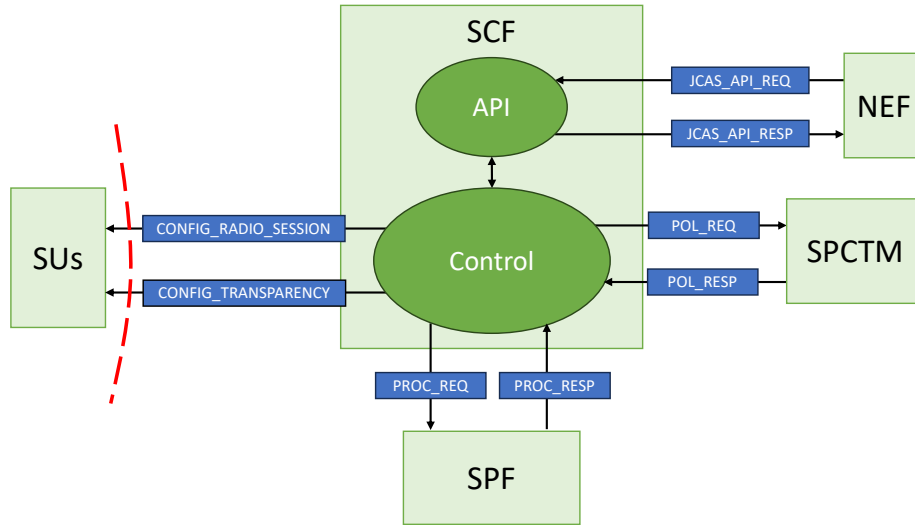 SCF
API
JCAS_API_REQ
NEF
JCAS_API_RESP
SUs
CONFIG_RADIO_SESSION
CONFIG_TRANSPARENCY
Control
POL_REQ
SPCTM
POL_RESP
PROC_REQ
PROC_RESP
SPF